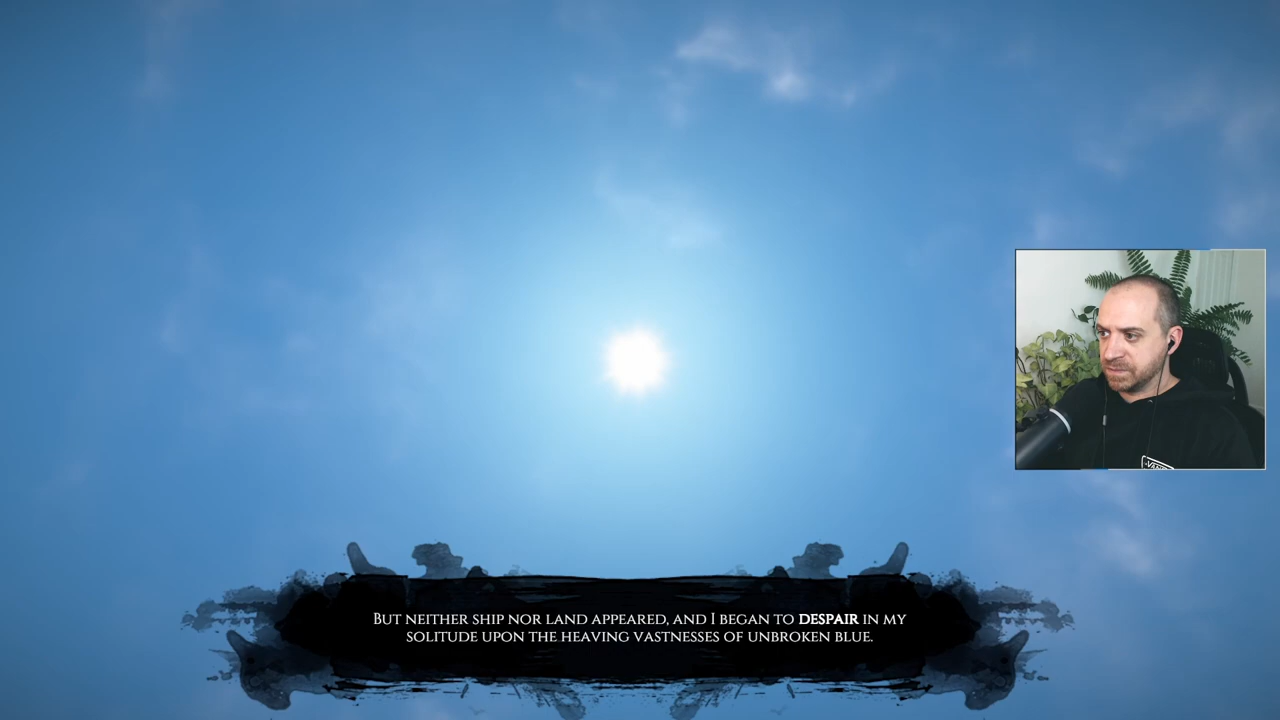 But neither ship nor land appeared, and I began to despair in my
solitude upon the heaving vastnesses of unbroken blue.